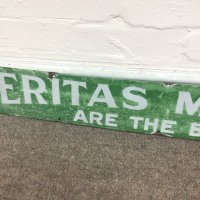 ERITAS M
ARE THE B